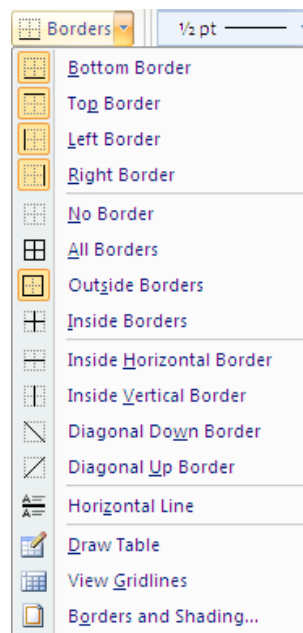 Borders ½ pt
Bottom Border
Top Border
Left Border
Right Border
No Border
All Borders
Outside Borders
Inside Borders
Inside Horizontal Border
Inside Vertical Border
Diagonal Down Border
Diagonal Up Border
Horizontal Line
Draw Table
View Gridlines
Borders and Shading...